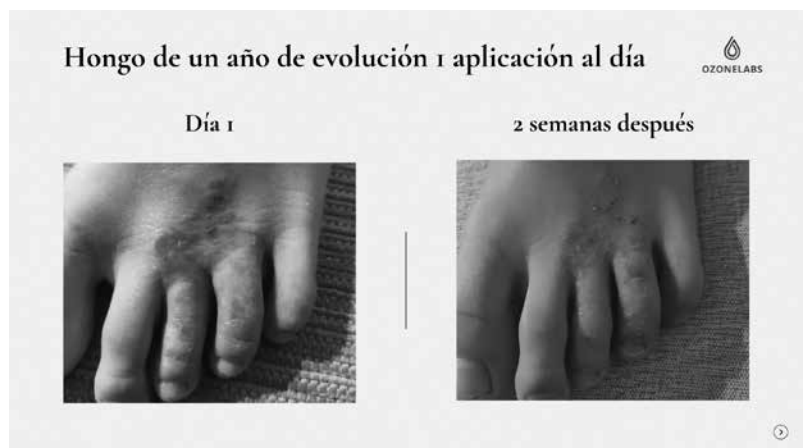 Hongo de un año de evolución 1 aplicación al día
OZONELABS
Día 1
2 semanas después